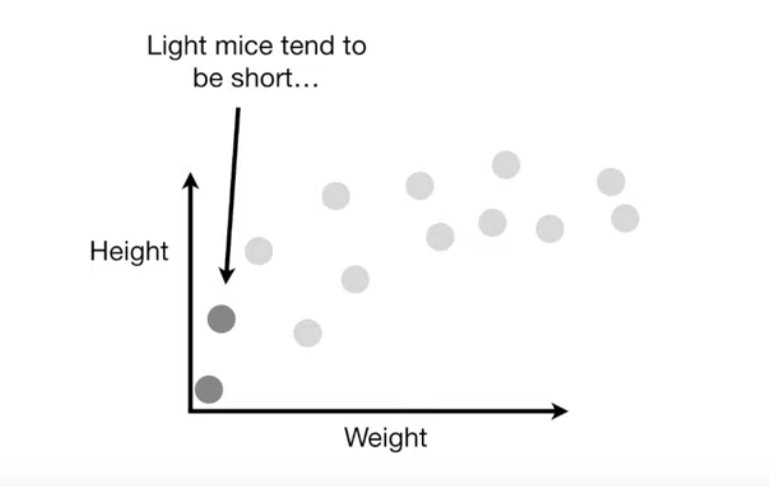 Light mice tend to
be short…
Height
Weight